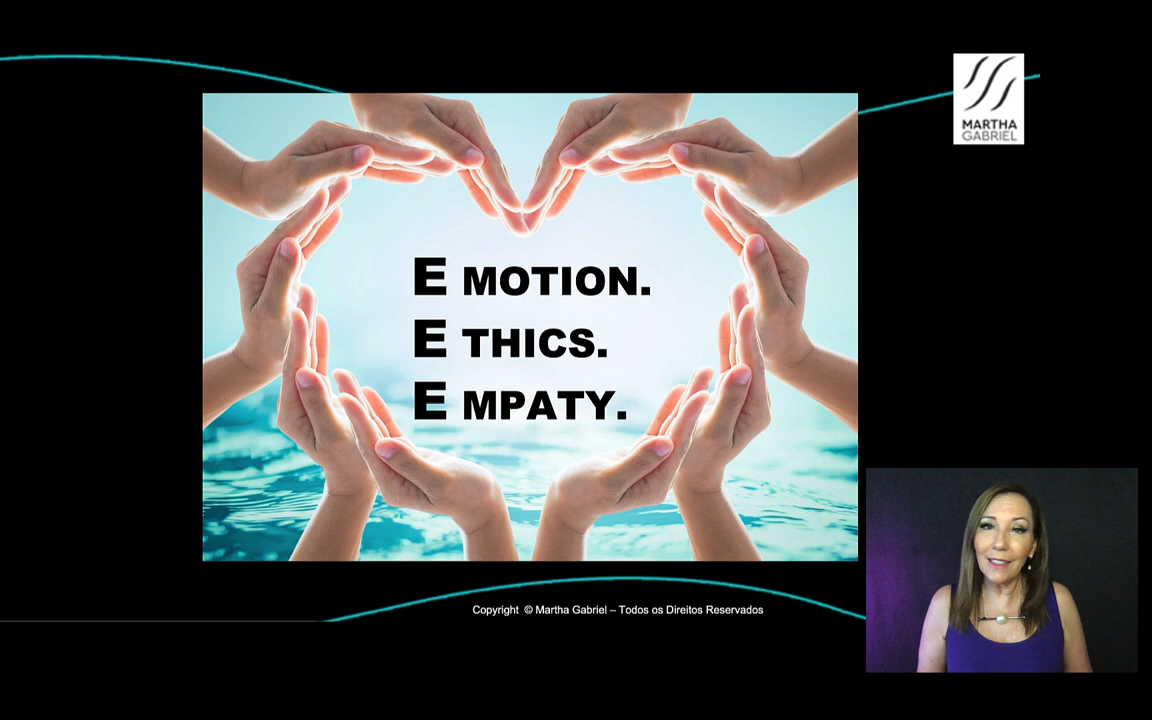 MARTHA
GABRIEL
E MOTION.
E THICS.
E MPATY.
Copyright © Martha Gabriel – Todos os Direitos Reservados